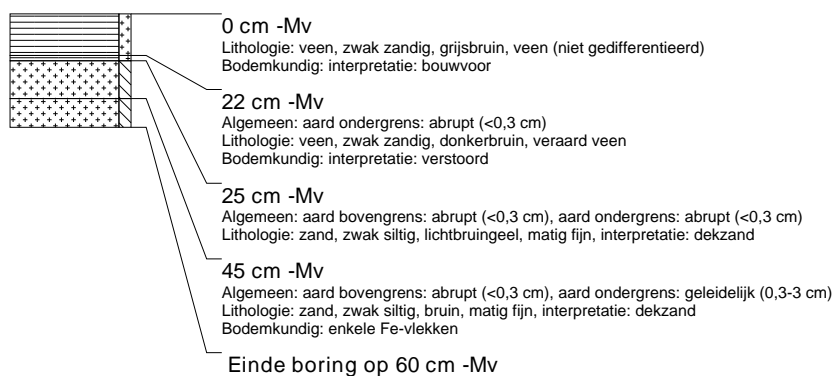 0 cm -Mv
Lithologie: veen, zwak zandig, grijsbruin, veen (niet gedifferentieerd)
Bodemkundig: interpretatie: bouwvoor
22 cm -Mv
Algemeen: aard ondergrens: abrupt (<0,3 cm)
Lithologie: veen, zwak zandig, donkerbruin, veraard veen
Bodemkundig: interpretatie: verstoord
25 cm -Mv
Algemeen: aard bovengrens: abrupt (<0,3 cm), aard ondergrens: abrupt (<0,3 cm)
Lithologie: zand, zwak siltig, lichtbruingeel, matig fijn, interpretatie: dekzand
45 cm -Mv
Algemeen: aard bovengrens: abrupt (<0,3 cm), aard ondergrens: geleidelijk (0,3-3 cm)
Lithologie: zand, zwak siltig, bruin, matig fijn, interpretatie: dekzand
Bodemkundig: enkele Fe-vlekken
Einde boring op 60 cm -Mv